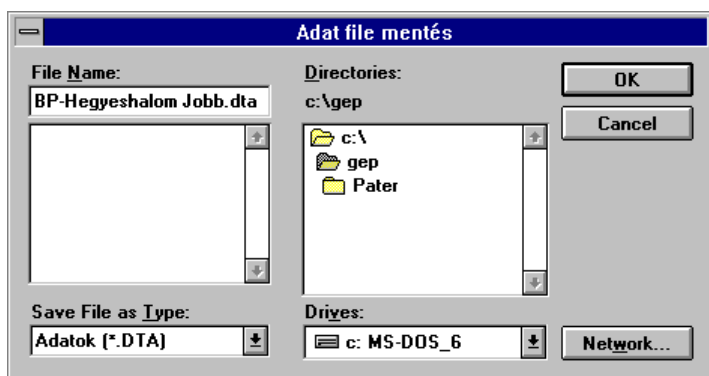 Adat file mentés
File Name:
BP-Hegyeshalom Jobb.dta
Directories:
c:\gep
c:\
gep
Pater
OK
Cancel
Save File as Type:
Adatok (*.DTA)
Drives:
c: MS-DOS_6
Network...